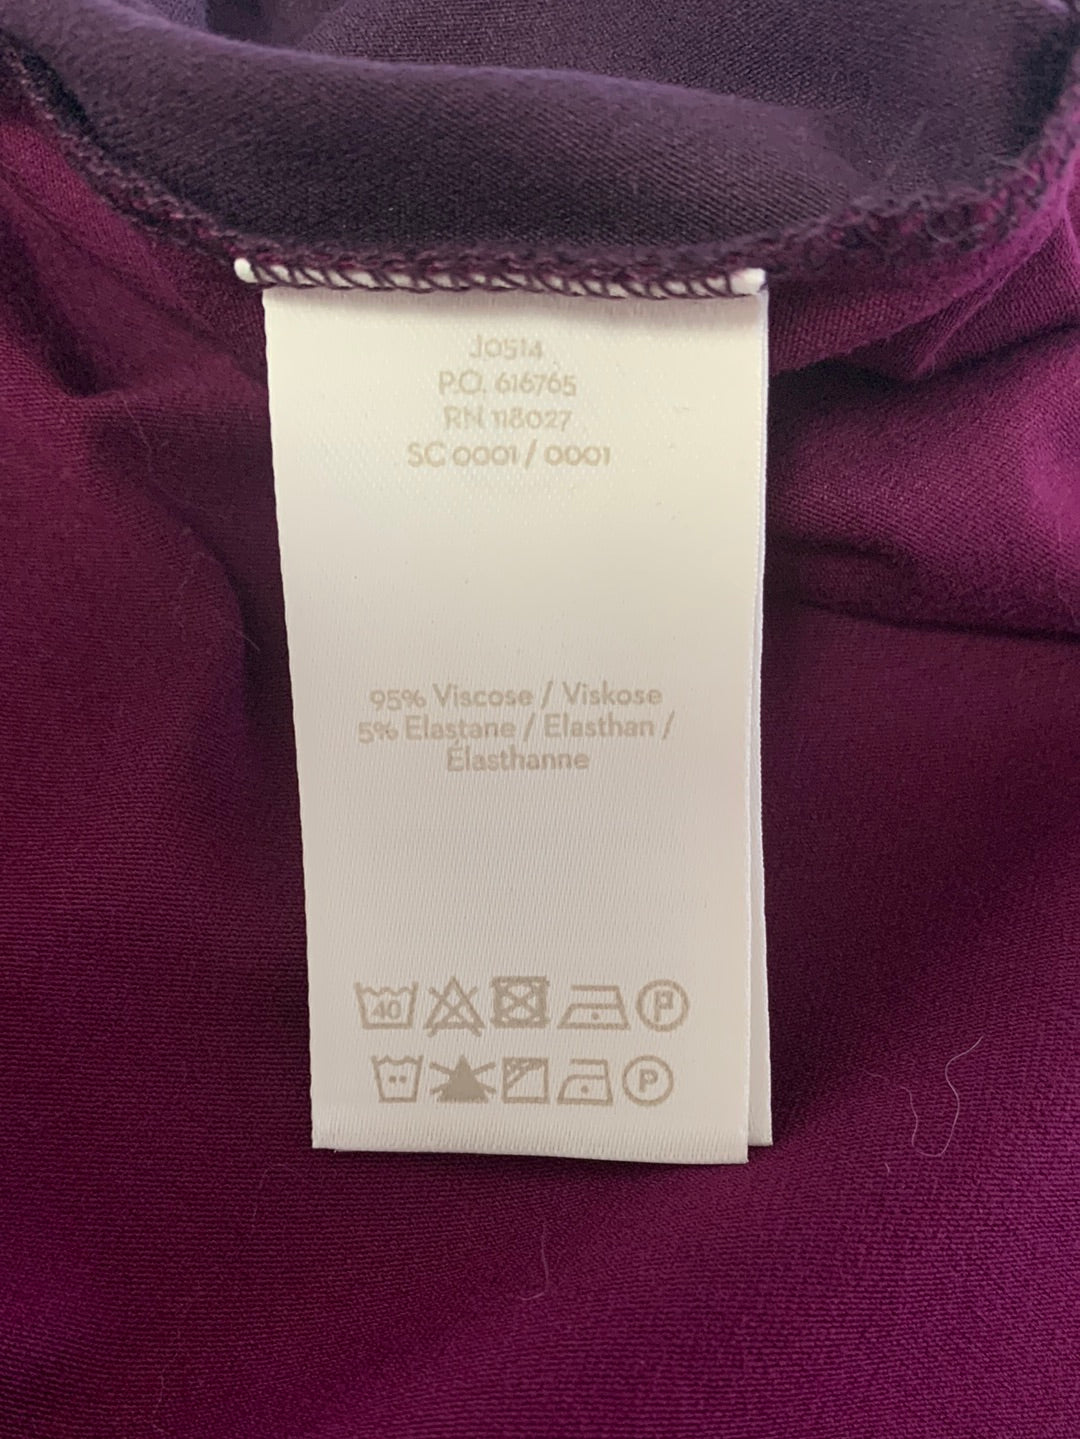 J0514
P.O. 616765
RN 118027
SC 0001 / 0001
95% Viscose / Viskose
5% Elastane / Elasthan /
Élasthanne
40 P
P